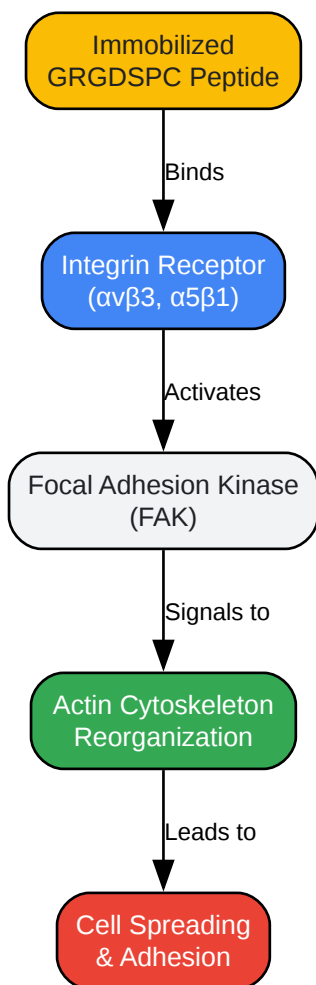 Immobilized
GRGDSPC Peptide
Binds
Integrin Receptor
(αvβ3, α5β1)
Activates
Focal Adhesion Kinase
(FAK)
Signals to
Actin Cytoskeleton
Reorganization
Leads to
Cell Spreading
& Adhesion